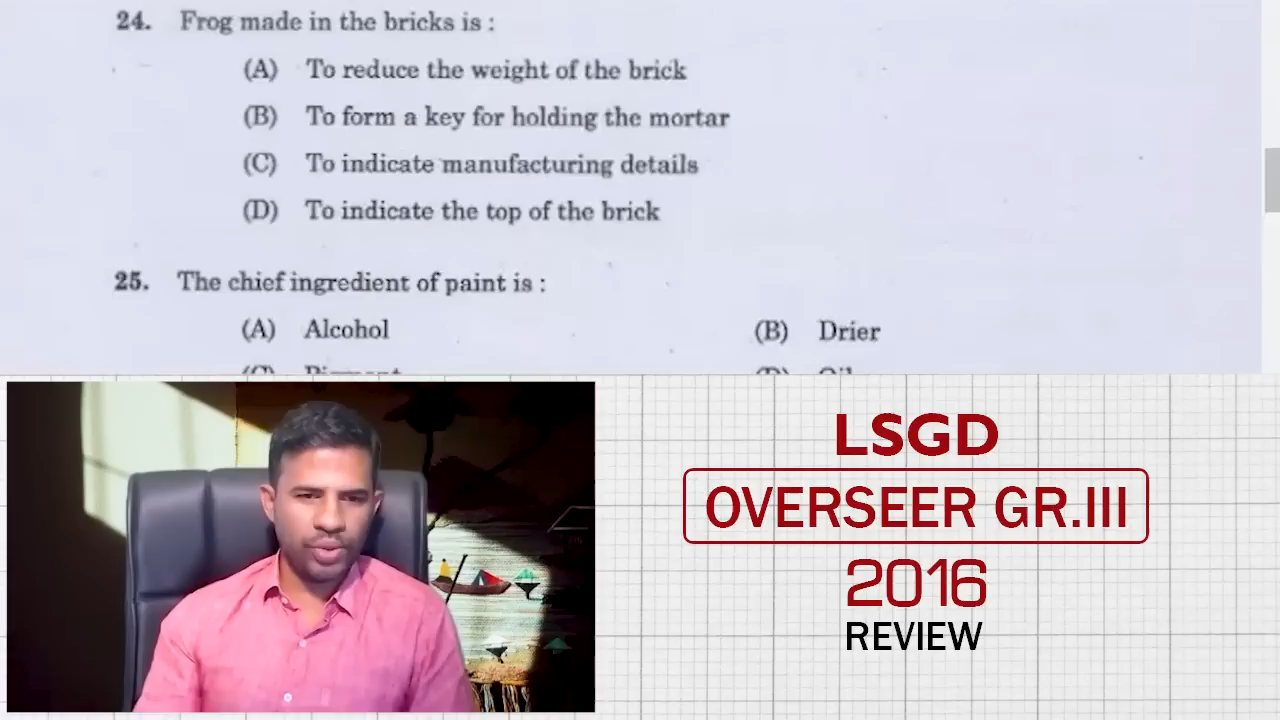 24. Frog made in the bricks is :
(A) To reduce the weight of the brick
(B) To form a key for holding the mortar
(C) To indicate manufacturing details
(D) To indicate the top of the brick
25. The chief ingredient of paint is :
(A) Alcohol (B) Drier
LSGD
OVERSEER GR.III
2016
REVIEW